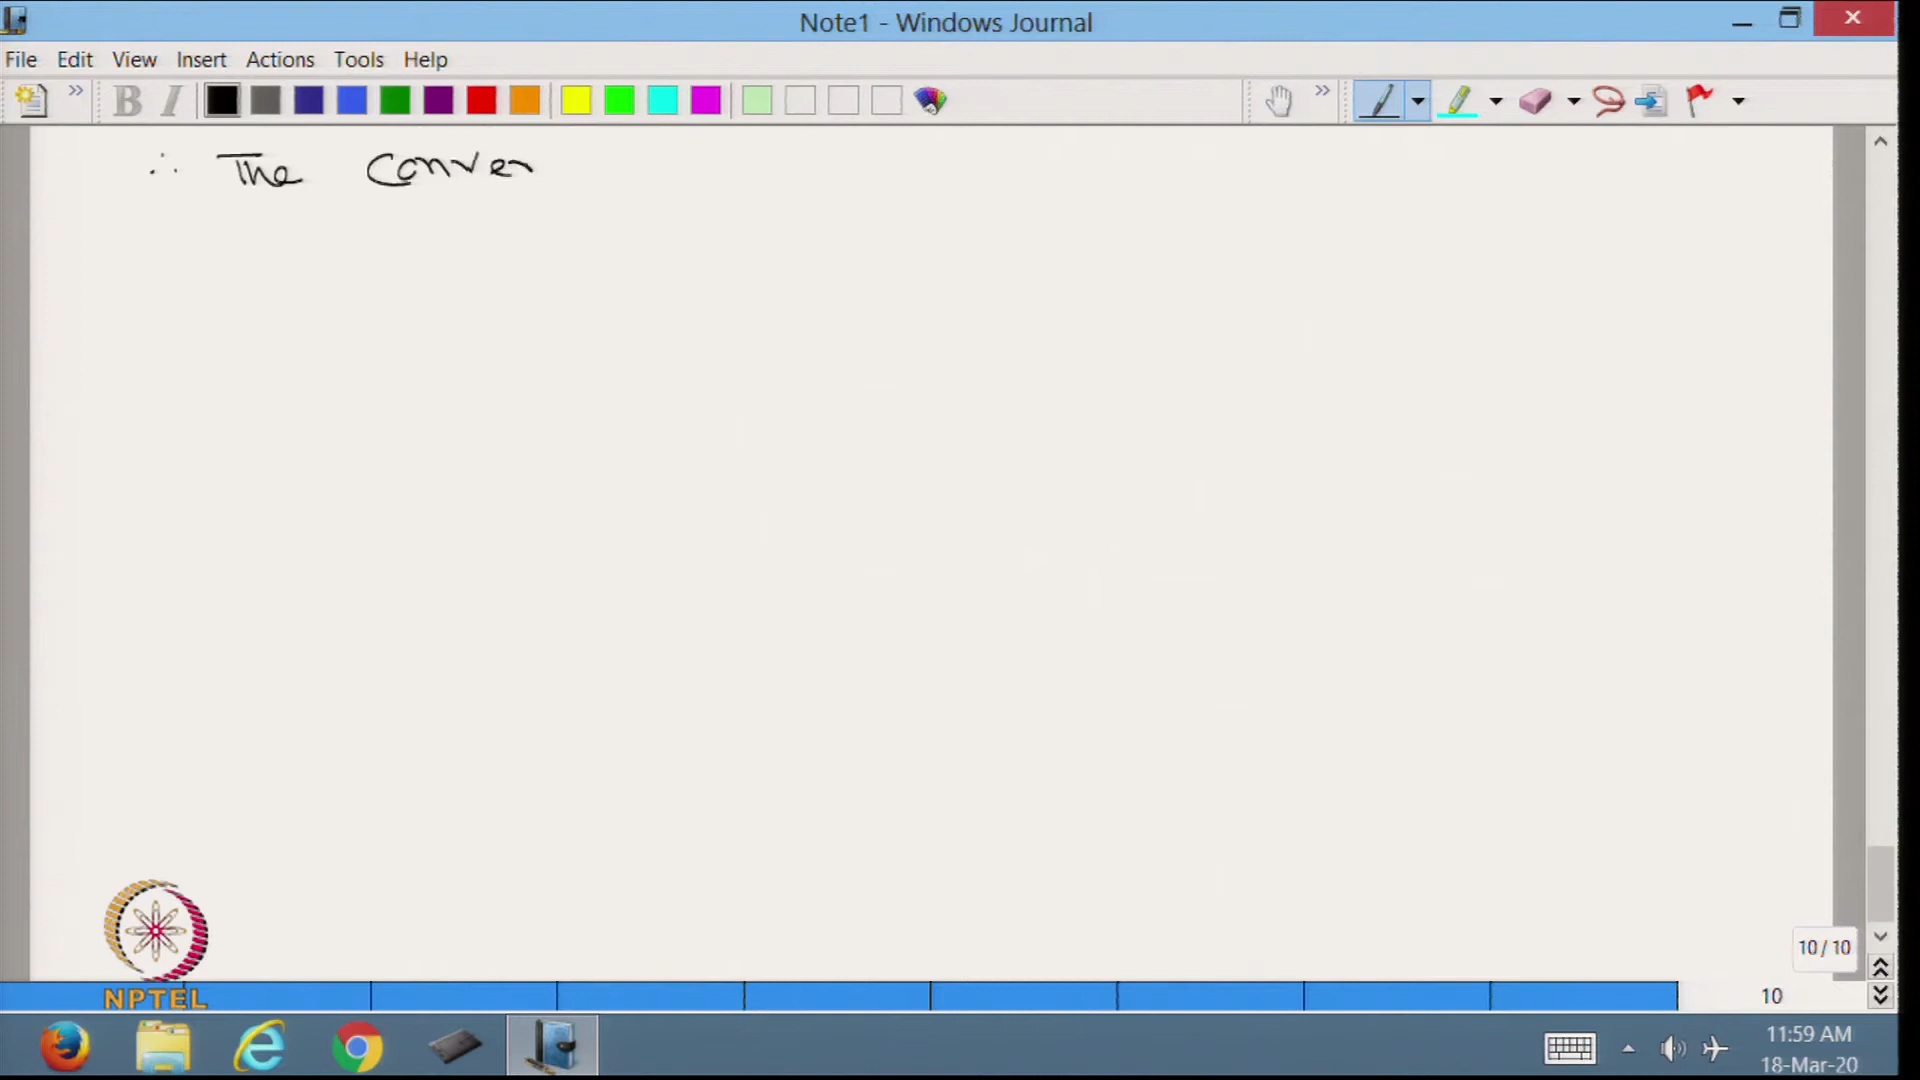 Note1 - Windows Journal
File Edit View Insert Actions Tools Help
B I
∴ The Conver
10 / 10
NPTEL
10
11:59 AM
18-Mar-20